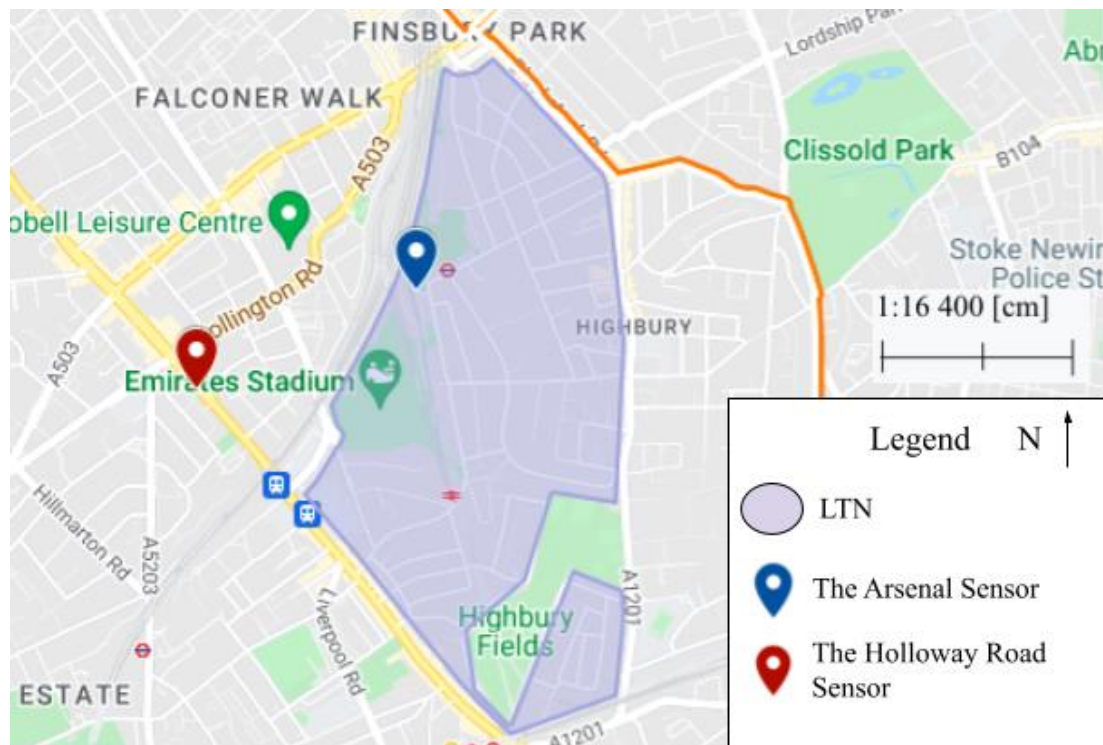 FINSBURY PARK
Lordship Park
FALCONER WALK
A503
Clissold Park
B104
obell Leisure Centre
Stoke Newin
Police St
ollington Rd
1:16 400 [cm]
HIGHBURY
A503
Emirates Stadium
Legend N
LTN
Hillmarton Rd
A5203
A1201
The Arsenal Sensor
Liverpool Rd
Highbury
Fields
The Holloway Road
Sensor
ESTATE
A1201